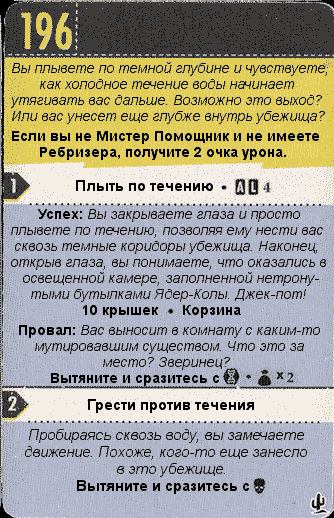 196
Вы плывете по темной глубине и чувствуете,
как холодное течение воды начинает
утягивать вас дальше. Возможно это выход?
Или вас унесет еще глубже внутрь убежища?
Если вы не Мистер Помощник и не имеете
Ребризера, получите 2 очка урона.
1 Плыть по течению • A L 4
Успех: Вы закрываете глаза и просто
плывете по течению, позволяя ему нести вас
сквозь темные коридоры убежища. Наконец,
открыв глаза, вы понимаете, что оказались в
освещенной камере, заполненной нетрону-
тыми бутылками Ядер-Колы. Джек-пот!
10 крышек • Корзина
Провал: Вас выносит в комнату с каким-то
мутировавшим существом. Что это за
место? Зверинец?
Вытяните и сразитесь с • x 2
2 Грести против течения
Пробираясь сквозь воду, вы замечаете
движение. Похоже, кого-то еще занесло
в это убежище.
Вытяните и сразитесь с